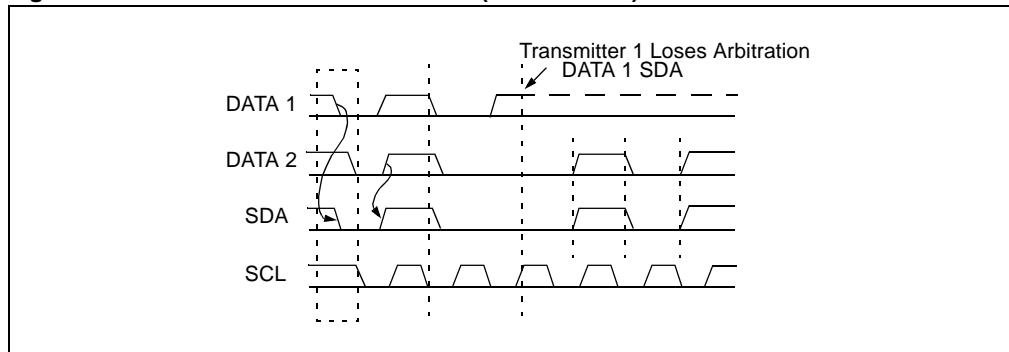 Transmitter 1 Loses Arbitration
DATA 1 SDA
DATA 1
DATA 2
SDA
SCL